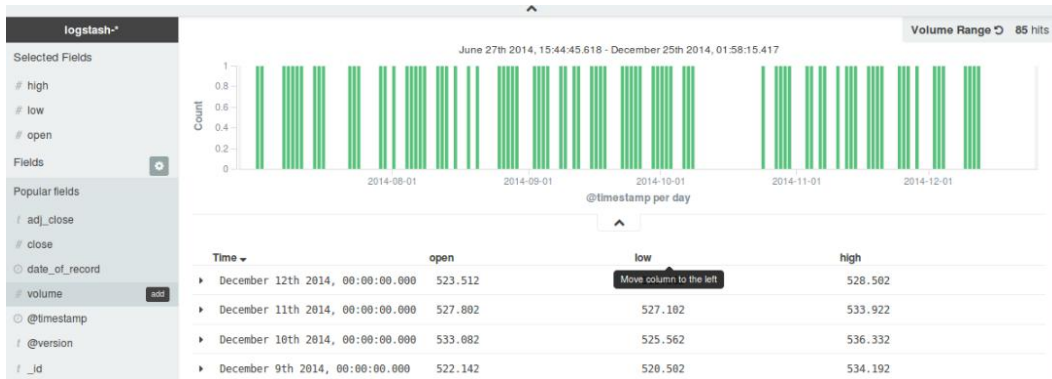 logstash-*
Volume Range 85 hits
Selected Fields
# high
# low
# open
Fields
Popular fields
t adj_close
# close
date_of_record
# volume add
@timestamp
t @version
t _id
June 27th 2014, 15:44:45.618 - December 25th 2014, 01:58:15.417
Count
1
0.8
0.6
0.4
0.2
0
2014-08-01 2014-09-01 2014-10-01 2014-11-01 2014-12-01
@timestamp per day
Time open low high
Move column to the left
December 12th 2014, 00:00:00.000 523.512 528.502
December 11th 2014, 00:00:00.000 527.802 527.102 533.922
December 10th 2014, 00:00:00.000 533.082 525.562 536.332
December 9th 2014, 00:00:00.000 522.142 520.502 534.192